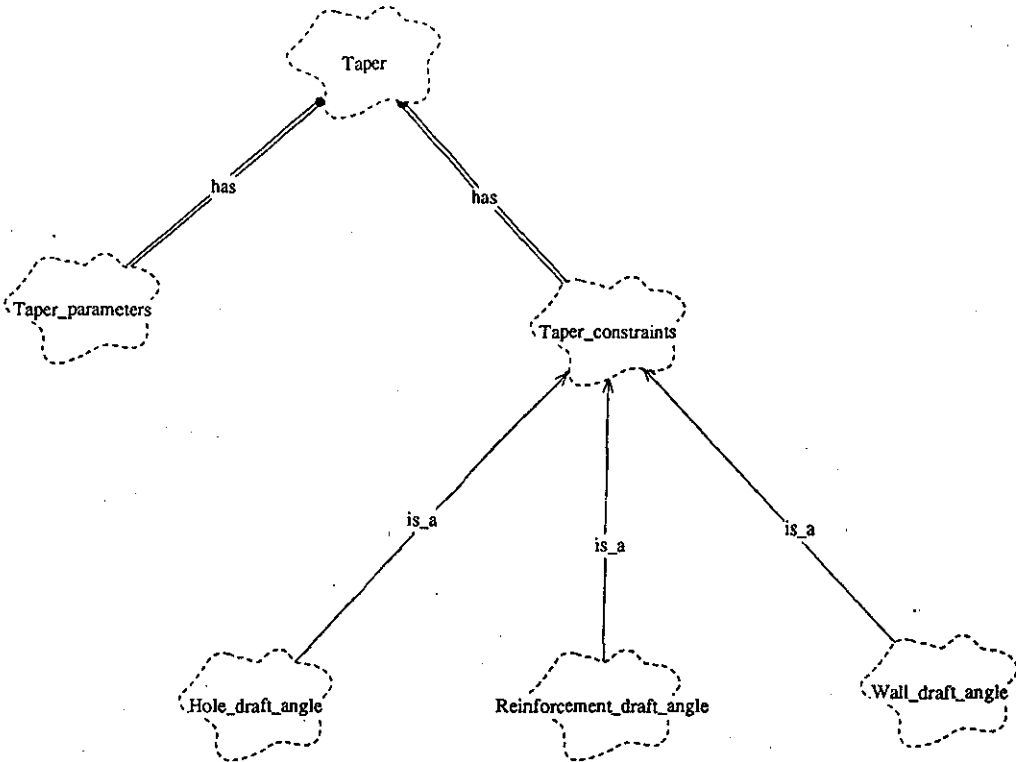 Taper
has
has
Taper_parameters
Taper_constraints
is_a
is_a
is_a
Hole_draft_angle
Reinforcement_draft_angle
Wall_draft_angle